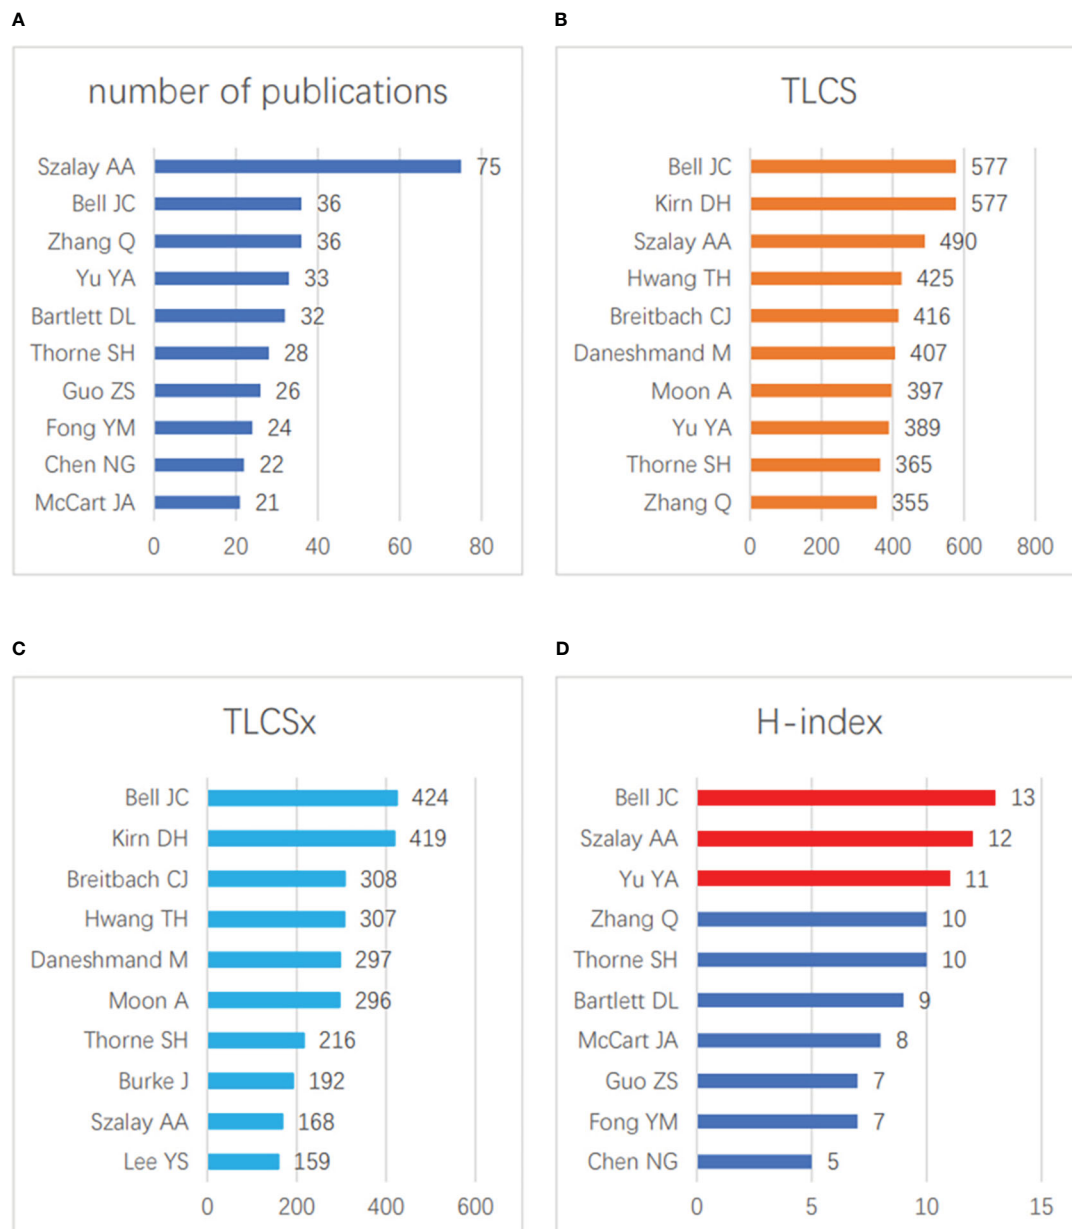 A
number of publications
Szalay AA 75
Bell JC 36
Zhang Q 36
Yu YA 33
Bartlett DL 32
Thorne SH 28
Guo ZS 26
Fong YM 24
Chen NG 22
McCart JA 21
0 20 40 60 80
B
TLCS
Bell JC 577
Kirn DH 577
Szalay AA 490
Hwang TH 425
Breitbach CJ 416
Daneshmand M 407
Moon A 397
Yu YA 389
Thorne SH 365
Zhang Q 355
0 200 400 600 800
C
TLCSx
Bell JC 424
Kirn DH 419
Breitbach CJ 308
Hwang TH 307
Daneshmand M 297
Moon A 296
Thorne SH 216
Burke J 192
Szalay AA 168
Lee YS 159
0 200 400 600
D
H-index
Bell JC 13
Szalay AA 12
Yu YA 11
Zhang Q 10
Thorne SH 10
Bartlett DL 9
McCart JA 8
Guo ZS 7
Fong YM 7
Chen NG 5
0 5 10 15